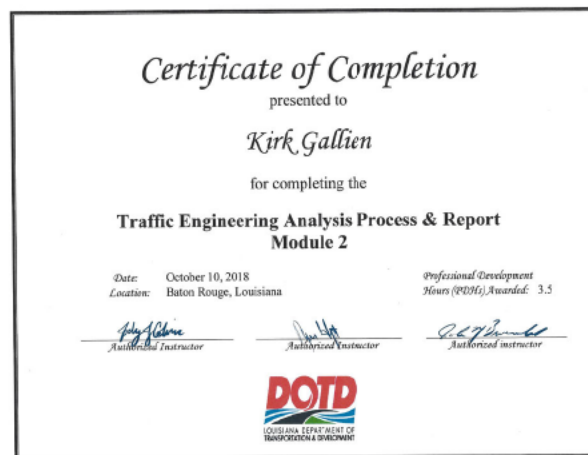 Certificate of Completion
presented to
Kirk Gallien
for completing the
Traffic Engineering Analysis Process & Report
Module 2
Date: October 10, 2018
Location: Baton Rouge, Louisiana
Professional Development
Hours (PDHs) Awarded: 3.5
Authorized Instructor
Authorized Instructor
Authorized instructor
DOTD
LOUISIANA DEPARTMENT OF
TRANSPORTATION & DEVELOPMENT